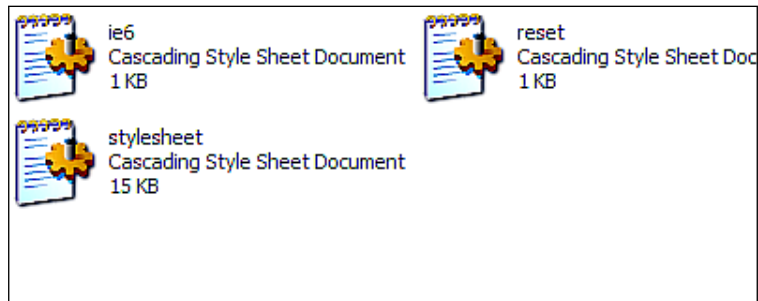 ie6
Cascading Style Sheet Document
1 KB
reset
Cascading Style Sheet Doc
1 KB
stylesheet
Cascading Style Sheet Document
15 KB